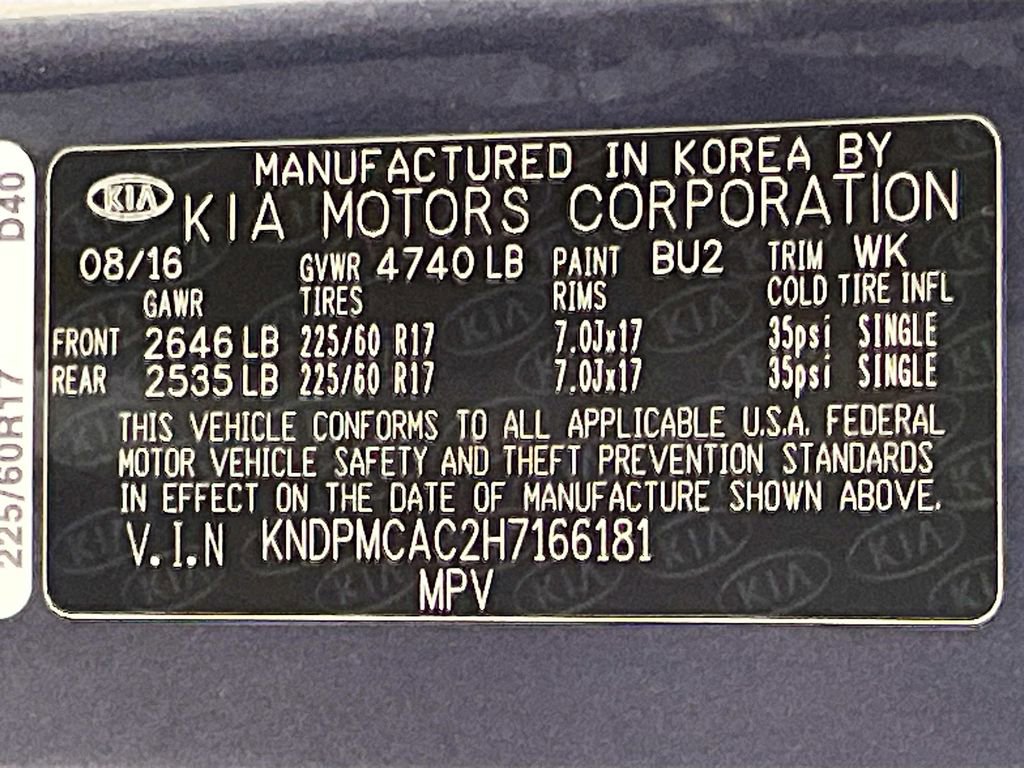 MANUFACTURED IN KOREA BY
KIA KIA MOTORS CORPORATION
08/16 GVWR 4740 LB PAINT BU2 TRIM WK
GAWR TIRES RIMS COLD TIRE INFL
FRONT 2646 LB 225/60 R17 7.0Jx17 35psi SINGLE
REAR 2535 LB 225/60 R17 7.0Jx17 35psi SINGLE
THIS VEHICLE CONFORMS TO ALL APPLICABLE U.S.A. FEDERAL
MOTOR VEHICLE SAFETY AND THEFT PREVENTION STANDARDS
IN EFFECT ON THE DATE OF MANUFACTURE SHOWN ABOVE.
V.I.N KNDPMCAC2H7166181
MPV
225/60R17 D40